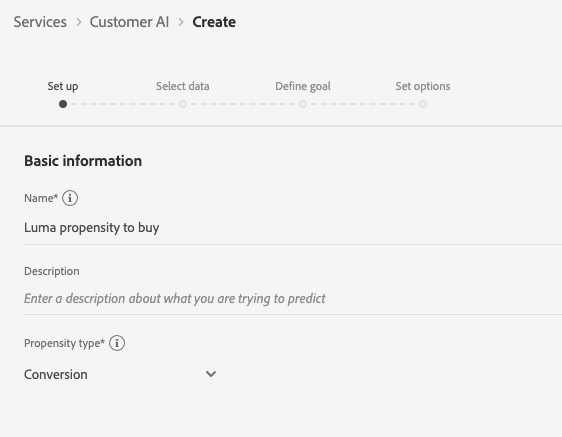 Services > Customer AI > Create
Set up Select data Define goal Set options
Basic information
Name*
Luma propensity to buy
Description
Enter a description about what you are trying to predict
Propensity type*
Conversion